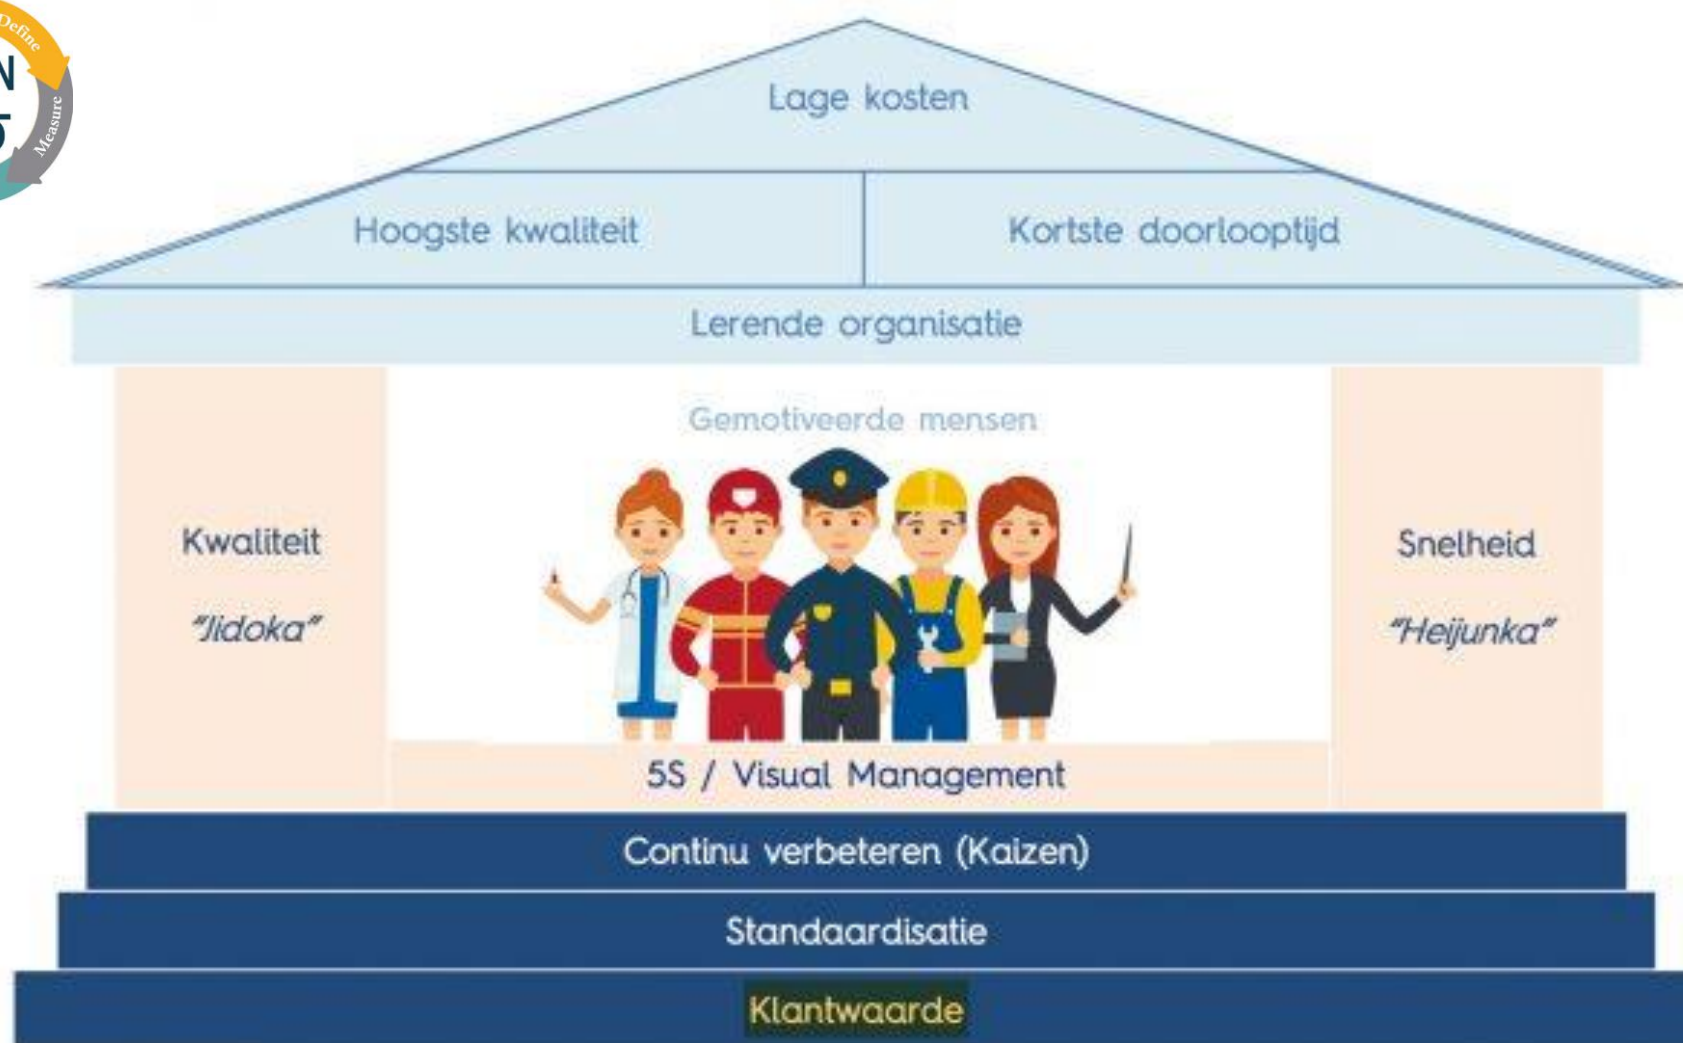 Define
Measure
Lage kosten
Hoogste kwaliteit
Kortste doorlooptijd
Lerende organisatie
Gemotiveerde mensen
Kwaliteit
"Jidoka"
Snelheid
"Heijunka"
5S / Visual Management
Continu verbeteren (Kaizen)
Standaardisatie
Klantwaarde